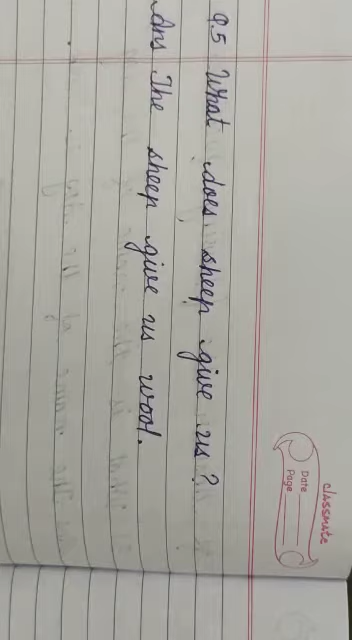 classmate
Date
Page
Q.5 What does sheep give us?
Ans The sheep give us wool.